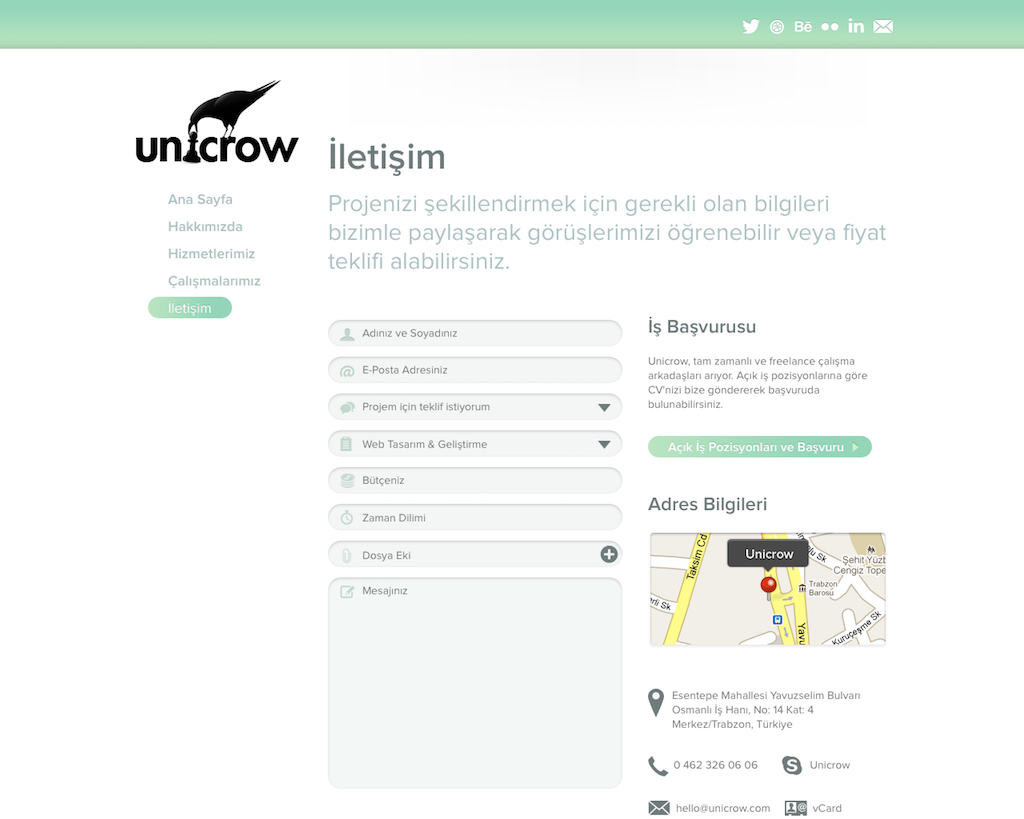 Bē
in
unicrow
Ana Sayfa
Hakkımızda
Hizmetlerimiz
Çalışmalarımız
İletişim
İletişim
Projenizi şekillendirmek için gerekli olan bilgileri
bizimle paylaşarak görüşlerimizi öğrenebilir veya fiyat
teklifi alabilirsiniz.
Adınız ve Soyadınız
E-Posta Adresiniz
Projem için teklif istiyorum
Web Tasarım & Geliştirme
Bütçeniz
Zaman Dilimi
Dosya Eki
Mesajınız
İş Başvurusu
Unicrow, tam zamanlı ve freelance çalışma
arkadaşları arıyor. Açık iş pozisyonlarına göre
CV'nizi bize göndererek başvuruda
bulunabilirsiniz.
Açık İş Pozisyonları ve Başvuru
Adres Bilgileri
Unicrow
Taksim Cd
Şehit Yüzb
Cengiz Tope
Trabzon
Barosu
Kuruçeşme Sk
Yavu
Esentepe Mahallesi Yavuzselim Bulvarı
Osmanlı İş Hanı, No: 14 Kat: 4
Merkez/Trabzon, Türkiye
0 462 326 06 06
Unicrow
hello@unicrow.com
vCard